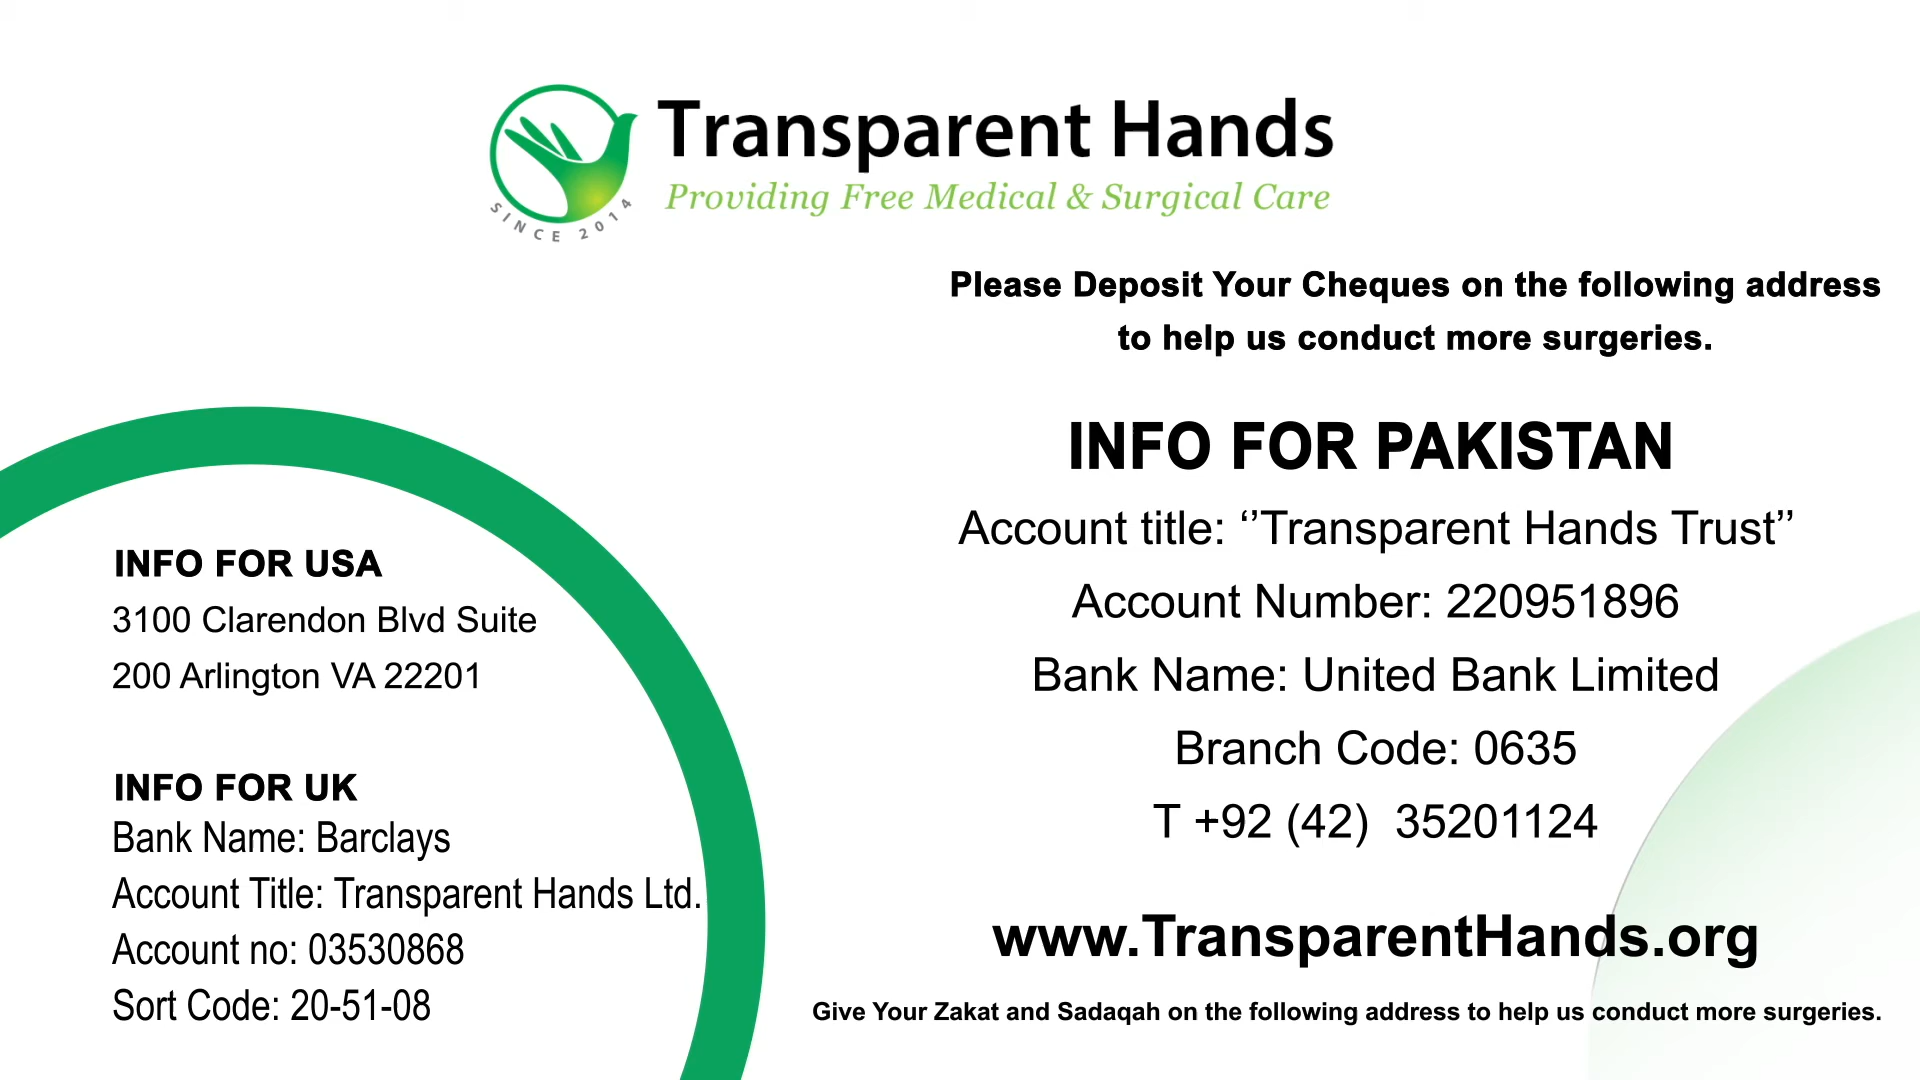 Transparent Hands
Providing Free Medical & Surgical Care
SINCE 2014
Please Deposit Your Cheques on the following address
to help us conduct more surgeries.
INFO FOR PAKISTAN
Account title: ‘’Transparent Hands Trust’’
Account Number: 220951896
Bank Name: United Bank Limited
Branch Code: 0635
T +92 (42)  35201124
www.TransparentHands.org
Give Your Zakat and Sadaqah on the following address to help us conduct more surgeries.
INFO FOR USA
3100 Clarendon Blvd Suite
200 Arlington VA 22201
INFO FOR UK
Bank Name: Barclays
Account Title: Transparent Hands Ltd.
Account no: 03530868
Sort Code: 20-51-08